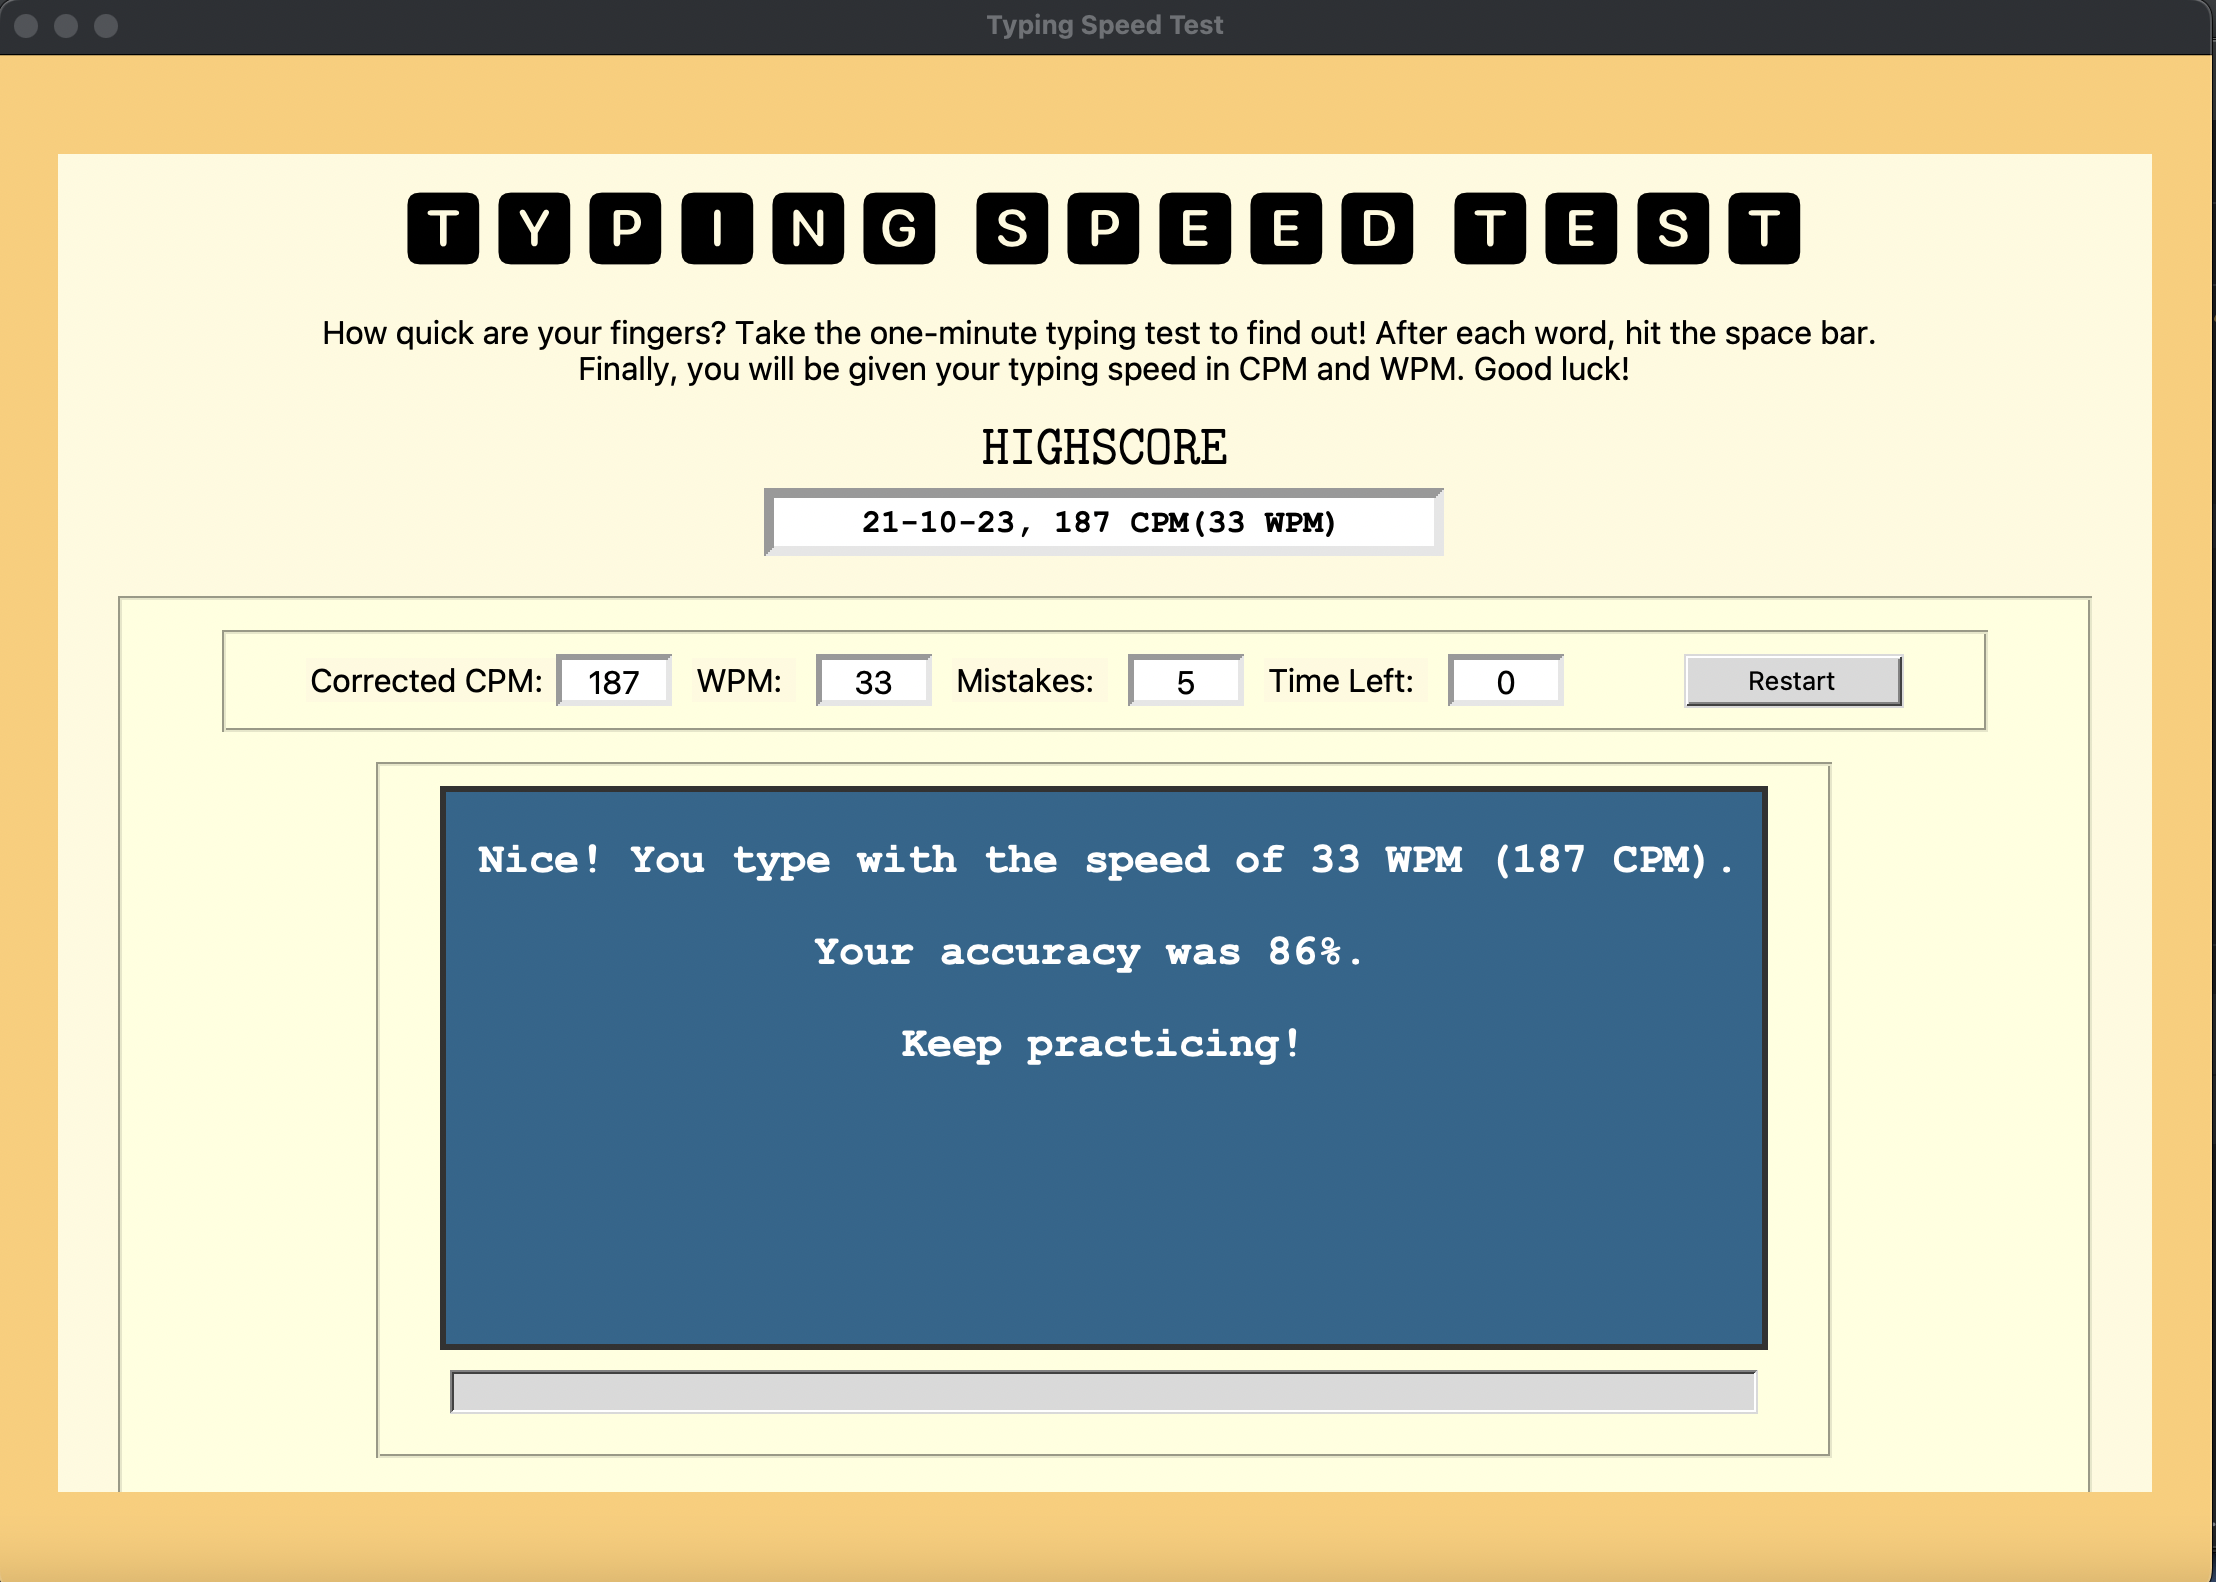 Typing Speed Test
TYPING SPEED TEST
How quick are your fingers? Take the one-minute typing test to find out! After each word, hit the space bar.
Finally, you will be given your typing speed in CPM and WPM. Good luck!
HIGHSCORE
21-10-23, 187 CPM(33 WPM)
Corrected CPM: 187 WPM: 33 Mistakes: 5 Time Left: 0 Restart
Nice! You type with the speed of 33 WPM (187 CPM).
Your accuracy was 86%.
Keep practicing!